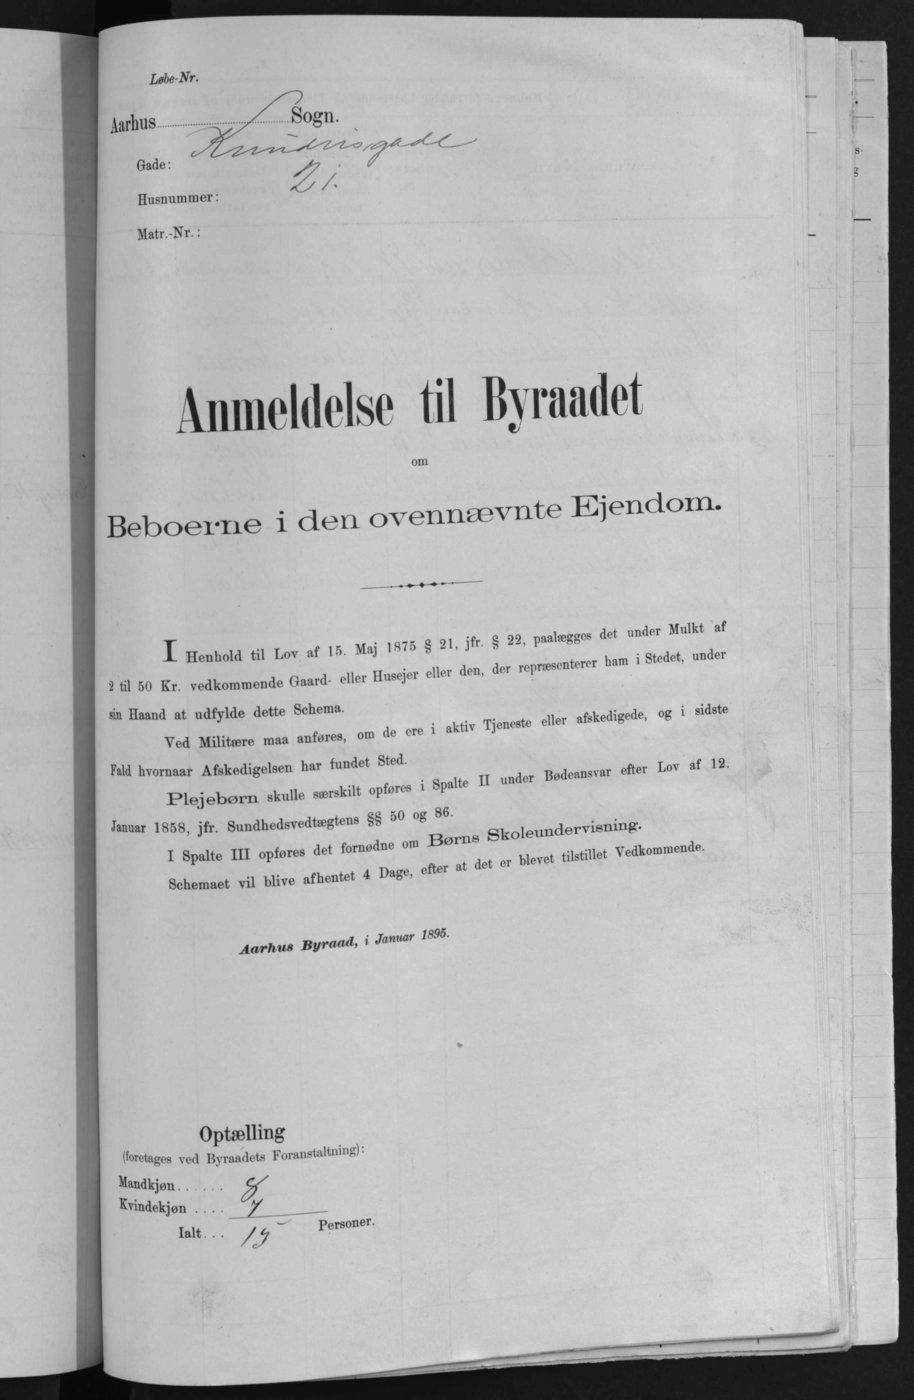 Løbe-Nr.
Aarhus Sogn.
Gade: Knudrisgade
Husnummer: 21.
Matr.-Nr.:
Anmeldelse til Byraadet
om
Beboerne i den ovennævnte Ejendom.
I Henhold til Lov af 15. Maj 1875 § 21, jfr. § 22, paalægges det under Mulkt af
2 til 50 Kr. vedkommende Gaard- eller Husejer eller den, der repræsenterer ham i Stedet, under
sin Haand at udfylde dette Schema.
Ved Militære maa anføres, om de ere i aktiv Tjeneste eller afskedigede, og i sidste
Fald hvornaar Afskedigelsen har fundet Sted.
Plejebørn skulle særskilt opføres i Spalte II under Bødeansvar efter Lov af 12.
Januar 1858, jfr. Sundhedsvedtægtens §§ 50 og 86.
I Spalte III opføres det fornødne om Børns Skoleundervisning.
Schemaet vil blive afhentet 4 Dage, efter at det er blevet tilstillet Vedkommende.
Aarhus Byraad, i Januar 1895.
Optælling
(foretages ved Byraadets Foranstaltning):
Mandkjøn...... 8
Kvindekjøn .... 7
Ialt... 15 Personer.